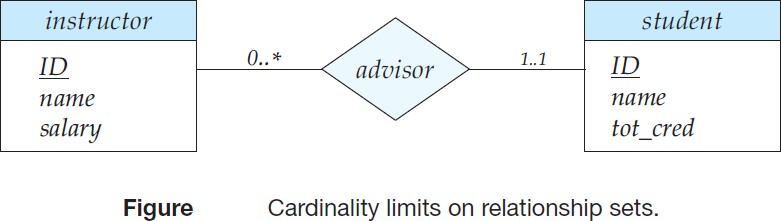 instructor
ID
name
salary
0..*
advisor
1..1
student
ID
name
tot_cred
Figure Cardinality limits on relationship sets.